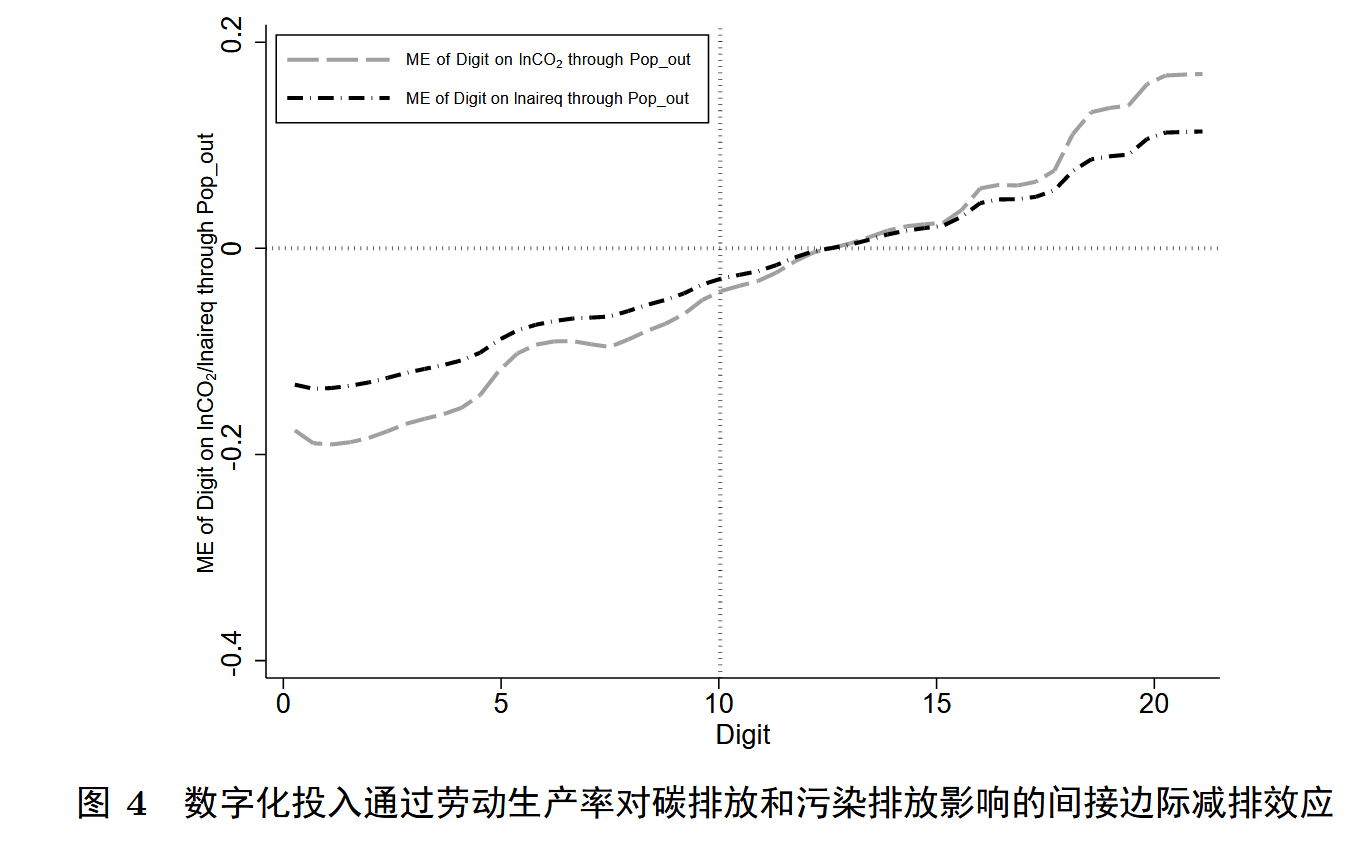 0.2
ME of Digit on lnCO₂ through Pop_out
ME of Digit on lnaireq through Pop_out
ME of Digit on lnCO₂/lnaireq through Pop_out
0
-0.2
-0.4
0 5 10 15 20
Digit
图 4 数字化投入通过劳动生产率对碳排放和污染排放影响的间接边际减排效应